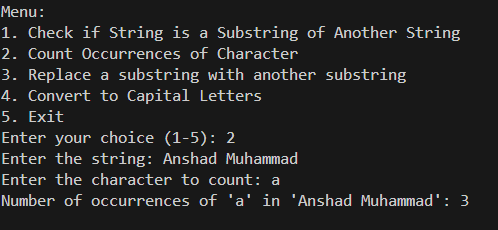 Menu:
1. Check if String is a Substring of Another String
2. Count Occurrences of Character
3. Replace a substring with another substring
4. Convert to Capital Letters
5. Exit
Enter your choice (1-5): 2
Enter the string: Anshad Muhammad
Enter the character to count: a
Number of occurrences of 'a' in 'Anshad Muhammad': 3